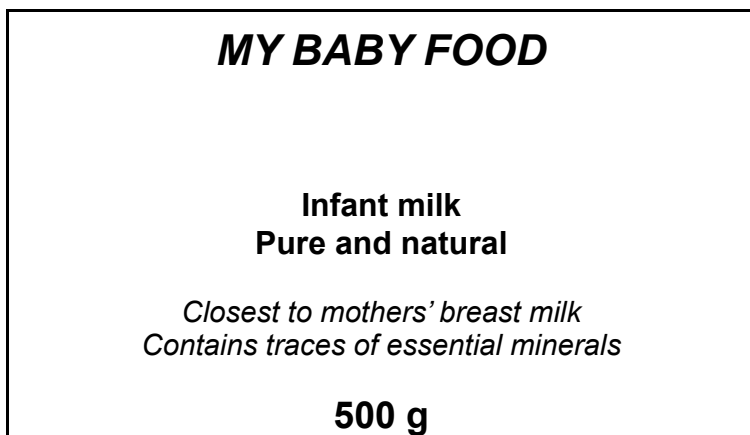 MY BABY FOOD
Infant milk
Pure and natural
Closest to mothers’ breast milk
Contains traces of essential minerals
500 g